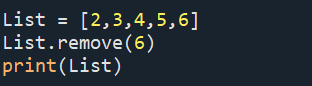 List = [2,3,4,5,6]
List.remove(6)
print(List)